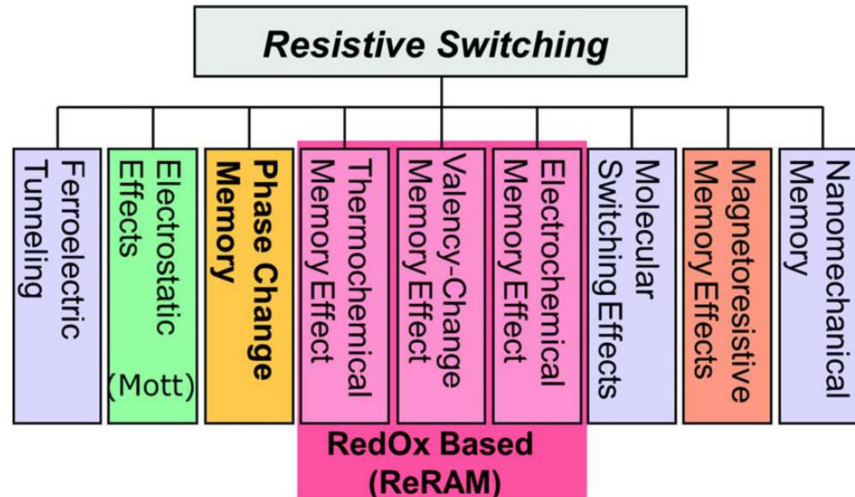 Resistive Switching
Ferroelectric
Tunneling
Electrostatic
Effects
(Mott)
Phase Change
Memory
Thermochemical
Memory Effect
Valency-Change
Memory Effect
Electrochemical
Memory Effect
Molecular
Switching Effects
Magnetoresistive
Memory Effects
Nanomechanical
Memory
RedOx Based
(ReRAM)